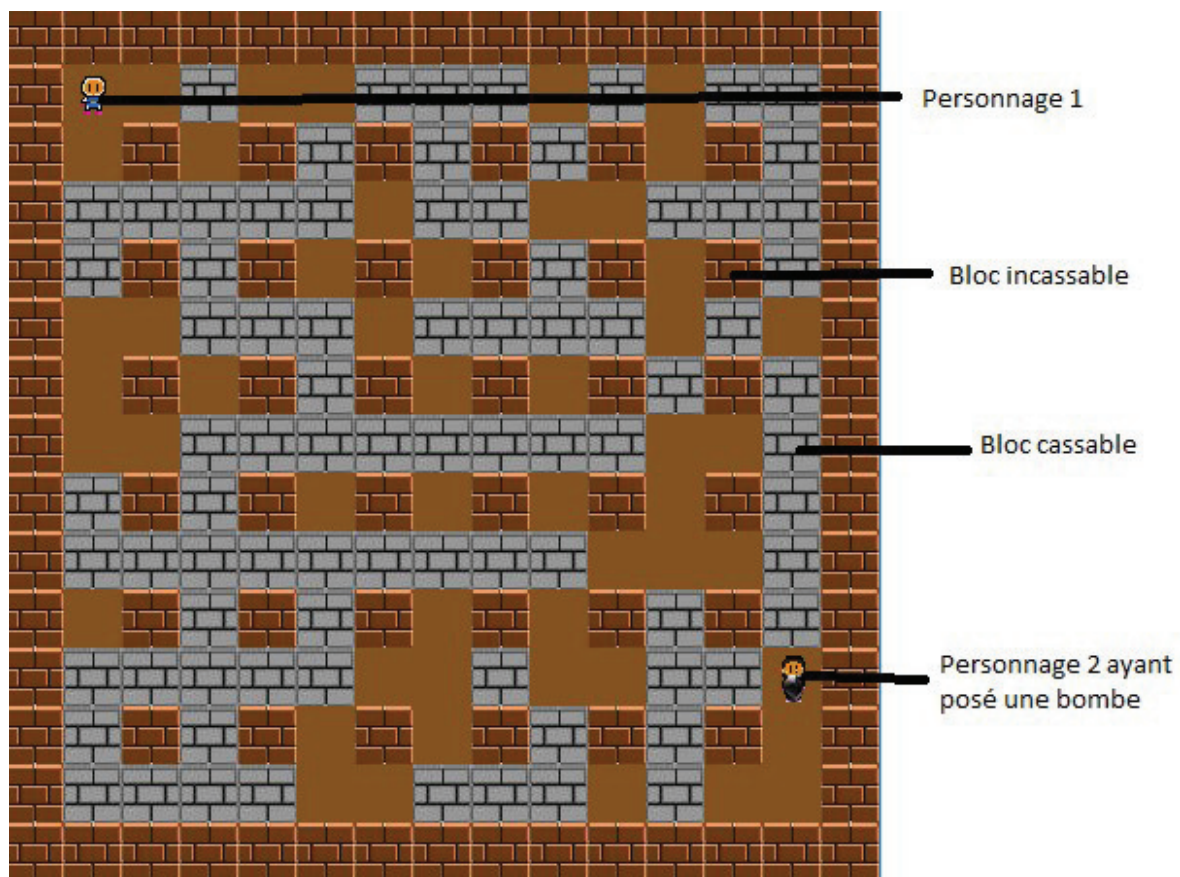 Personnage 1
Bloc incassable
Bloc cassable
Personnage 2 ayant
posé une bombe